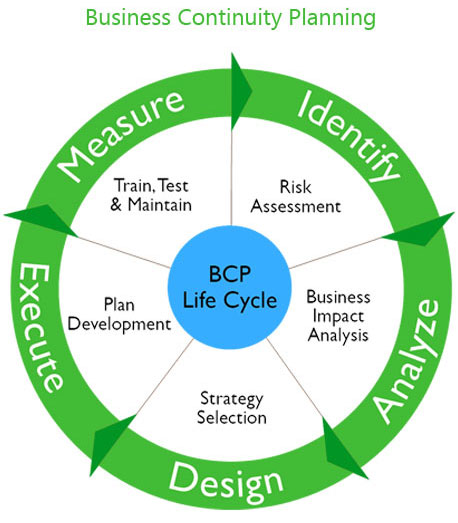 Business Continuity Planning
Measure
Identify
Train, Test
& Maintain
Risk
Assessment
BCP
Life Cycle
Execute
Plan
Development
Business
Impact
Analysis
Analyze
Strategy
Selection
Design